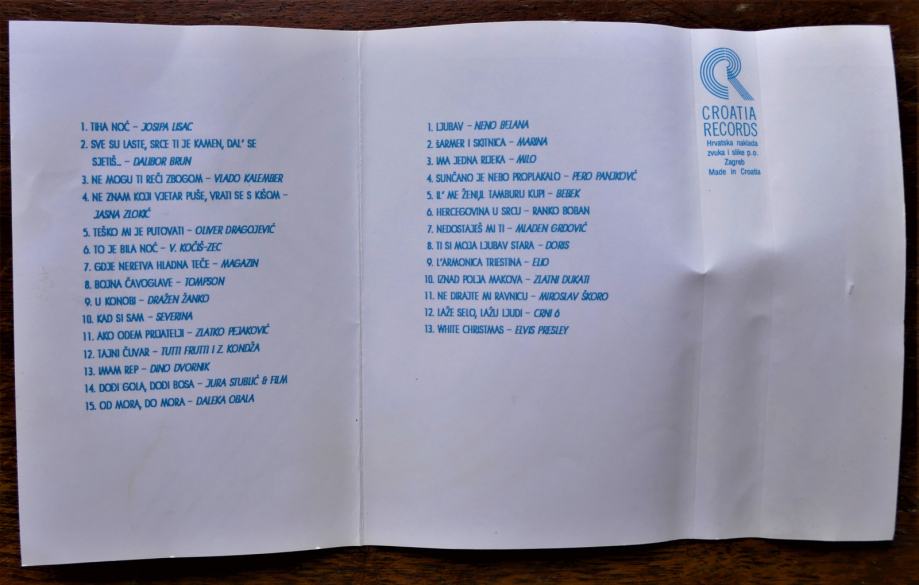 1. TIHA NOĆ – JOSIPA LISAC
2. SVE SU LASTE, SRCE TI JE KAMEN, DAL' SE
SJETIŠ... – DALIBOR BRUN
3. NE MOGU TI REĆI ZBOGOM – VLADO KALEMBER
4. NE ZNAM KOJI VJETAR PUŠE, VRATI SE S KIŠOM –
JASNA ZLOKIĆ
5. TEŠKO MI JE PUTOVATI – OLIVER DRAGOJEVIĆ
6. TO JE BILA NOĆ – V. KOČIŠ-ZEC
7. GDJE NERETVA HLADNA TEČE – MAGAZIN
8. BOJNA ČAVOGLAVE – TOMPSON
9. U KONOBI – DRAŽEN ŽANKO
10. KAD SI SAM – SEVERINA
11. AKO ODEM PRIJATELJI – ZLATKO PEJAKOVIĆ
12. TAJNI ČUVAR – TUTTI FRUTTI I Z. KONDŽA
13. IMAM REP – DINO DVORNIK
14. DOĐI GOLA, DOĐI BOSA – JURA STUBLIĆ & FILM
15. OD MORA, DO MORA – DALEKA OBALA
1. LJUBAV – NENO BELANA
2. ŠARMER I SKITNICA – MARINA
3. IMA JEDNA RIJEKA – MILO
4. SUNČANO JE NEBO PROPLAKALO – PERO PANJKOVĆ
5. IL' ME ŽENI,IL TAMBURU KUPI – BEBEK
6. HERCEGOVINA U SRCU – RANKO BOBAN
7. NEDOSTAJEŠ MI TI – MLADEN GRDOVIĆ
8. TI SI MOJA LJUBAV STARA – DORIS
9. L'ARMONICA TRIESTINA – ELIO
10. IZNAD POLJA MAKOVA – ZLATNI DUKATI
11. NE DIRAJTE MI RAVNICU – MIROSLAV ŠKORO
12. LAŽE SELO, LAŽU LJUDI – CRNI 6
13. WHITE CHRISTMAS – ELVIS PRESLEY
CROATIA
RECORDS
Hrvatska naklada
zvuka i slike p.o.
Zagreb
Made in Croatia